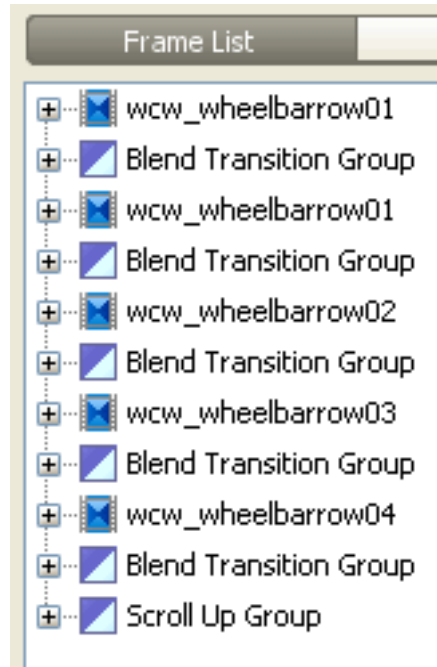 Frame List
wcw_wheelbarrow01
Blend Transition Group
wcw_wheelbarrow01
Blend Transition Group
wcw_wheelbarrow02
Blend Transition Group
wcw_wheelbarrow03
Blend Transition Group
wcw_wheelbarrow04
Blend Transition Group
Scroll Up Group